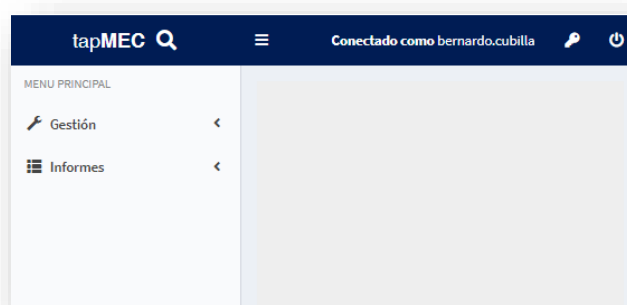 tapMEC
Conectado como bernardo.cubilla
MENU PRINCIPAL
Gestión
Informes